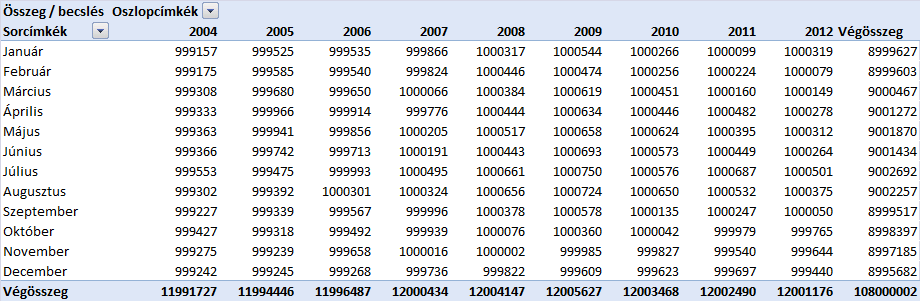 Összeg / becslés Oszlopcímkék
Sorcímkék 2004 2005 2006 2007 2008 2009 2010 2011 2012 Végösszeg
Január 999157 999525 999535 999866 1000317 1000544 1000266 1000099 1000319 8999627
Február 999175 999585 999540 999824 1000446 1000474 1000256 1000224 1000079 8999603
Március 999308 999680 999650 1000066 1000384 1000619 1000451 1000160 1000149 9000467
Április 999333 999966 999914 999776 1000444 1000634 1000446 1000482 1000278 9001272
Május 999363 999941 999856 1000205 1000517 1000658 1000624 1000395 1000312 9001870
Június 999366 999742 999713 1000191 1000443 1000693 1000573 1000449 1000264 9001434
Július 999553 999475 999993 1000495 1000661 1000750 1000576 1000687 1000501 9002692
Augusztus 999302 999392 1000301 1000324 1000656 1000724 1000650 1000532 1000375 9002257
Szeptember 999227 999339 999567 999996 1000378 1000578 1000135 1000247 1000050 8999517
Október 999427 999318 999492 999939 1000076 1000360 1000042 999979 999765 8998397
November 999275 999239 999658 1000016 1000002 999985 999827 999540 999644 8997185
December 999242 999245 999268 999736 999822 999609 999623 999697 999440 8995682
Végösszeg 11991727 11994446 11996487 12000434 12004147 12005627 12003468 12002490 12001176 108000002